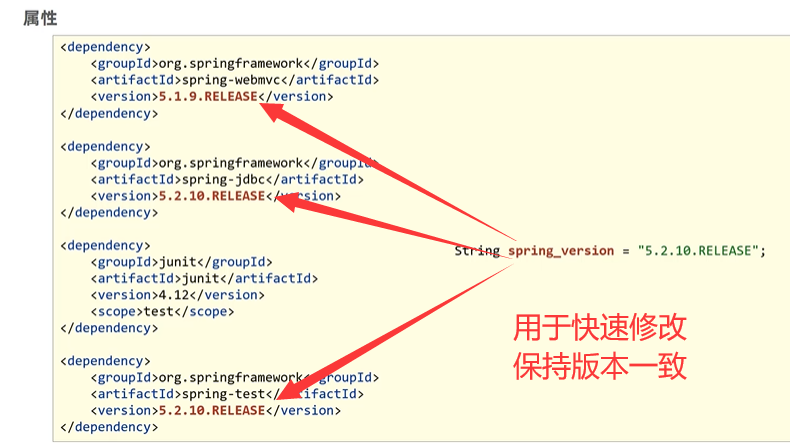 属性
<dependency>
<groupId>org.springframework</groupId>
<artifactId>spring-webmvc</artifactId>
<version>5.1.9.RELEASE</version>
</dependency>
<dependency>
<groupId>org.springframework</groupId>
<artifactId>spring-jdbc</artifactId>
<version>5.2.10.RELEASE</version>
</dependency>
<dependency>
<groupId>junit</groupId>
<artifactId>junit</artifactId>
<version>4.12</version>
<scope>test</scope>
</dependency>
<dependency>
<groupId>org.springframework</groupId>
<artifactId>spring-test</artifactId>
<version>5.2.10.RELEASE</version>
</dependency>
String spring_version = "5.2.10.RELEASE";
用于快速修改
保持版本一致